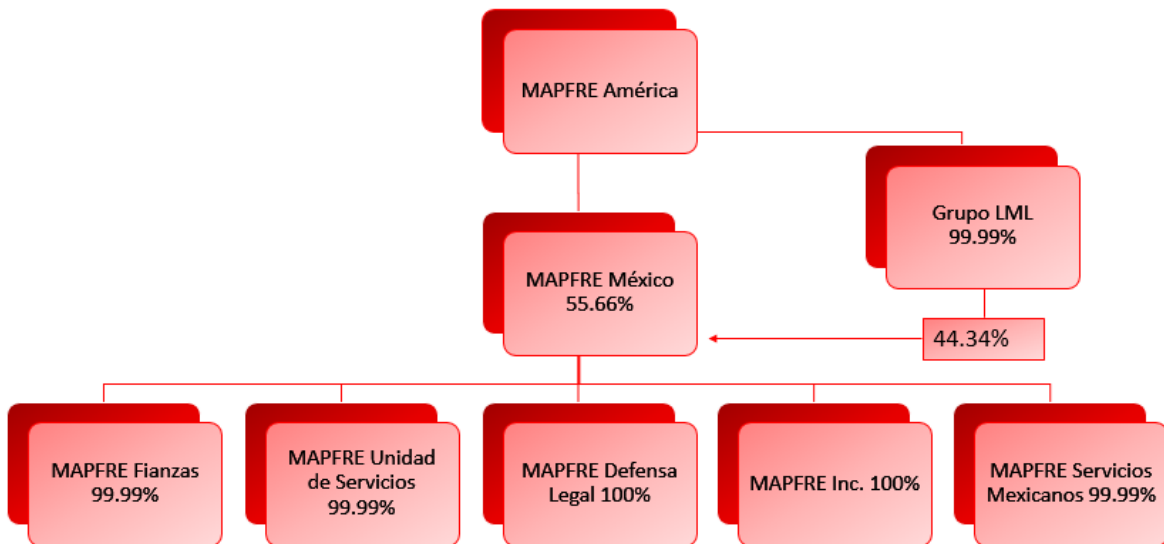 MAPFRE América
Grupo LML
99.99%
MAPFRE México
55.66%
44.34%
MAPFRE Fianzas
99.99%
MAPFRE Unidad
de Servicios
99.99%
MAPFRE Defensa
Legal 100%
MAPFRE Inc. 100%
MAPFRE Servicios
Mexicanos 99.99%